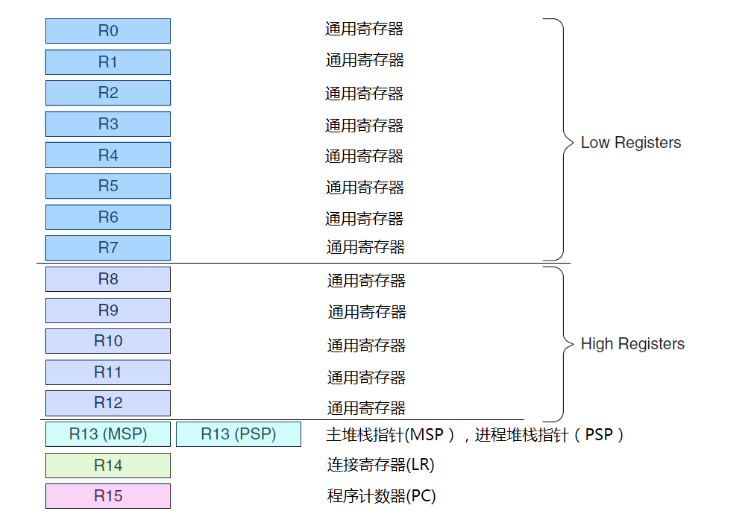 R0 通用寄存器
R1 通用寄存器
R2 通用寄存器
R3 通用寄存器
Low Registers
R4 通用寄存器
R5 通用寄存器
R6 通用寄存器
R7 通用寄存器
R8 通用寄存器
R9 通用寄存器
R10 通用寄存器
High Registers
R11 通用寄存器
R12 通用寄存器
R13 (MSP) R13 (PSP) 主堆栈指针(MSP），进程堆栈指针（PSP）
R14 连接寄存器(LR)
R15 程序计数器(PC)